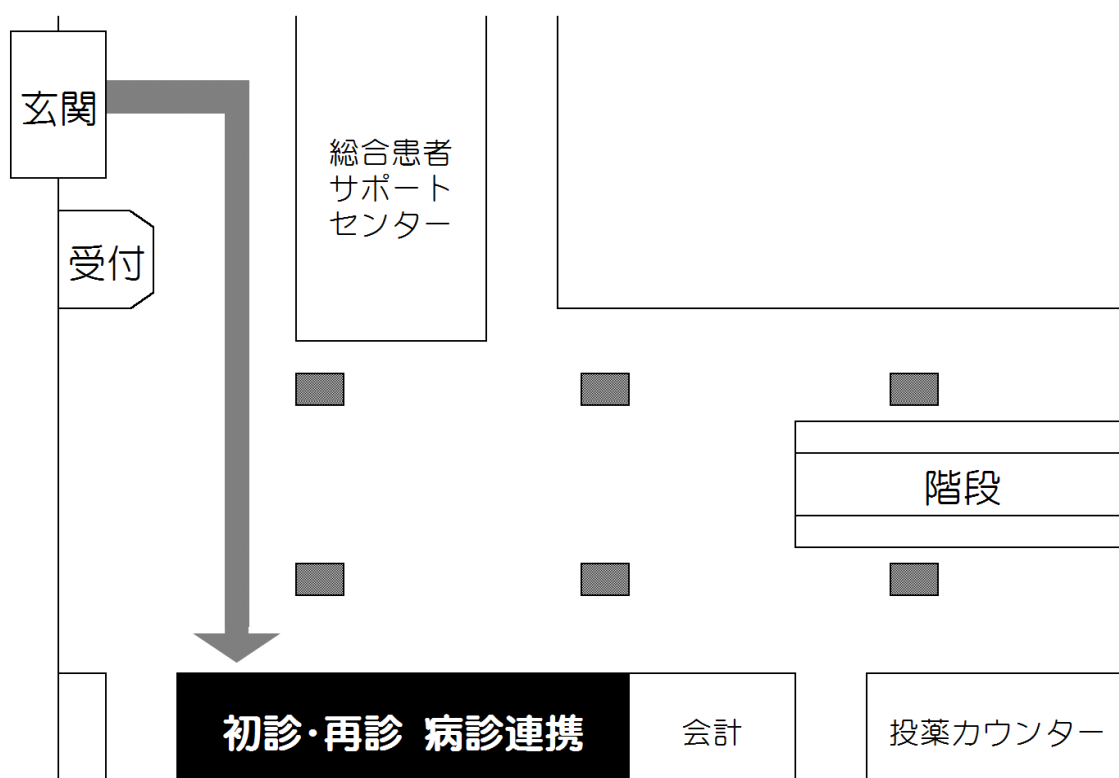 玄関
総合患者
サポート
センター
受付
階段
初診・再診 病診連携
会計
投薬カウンター